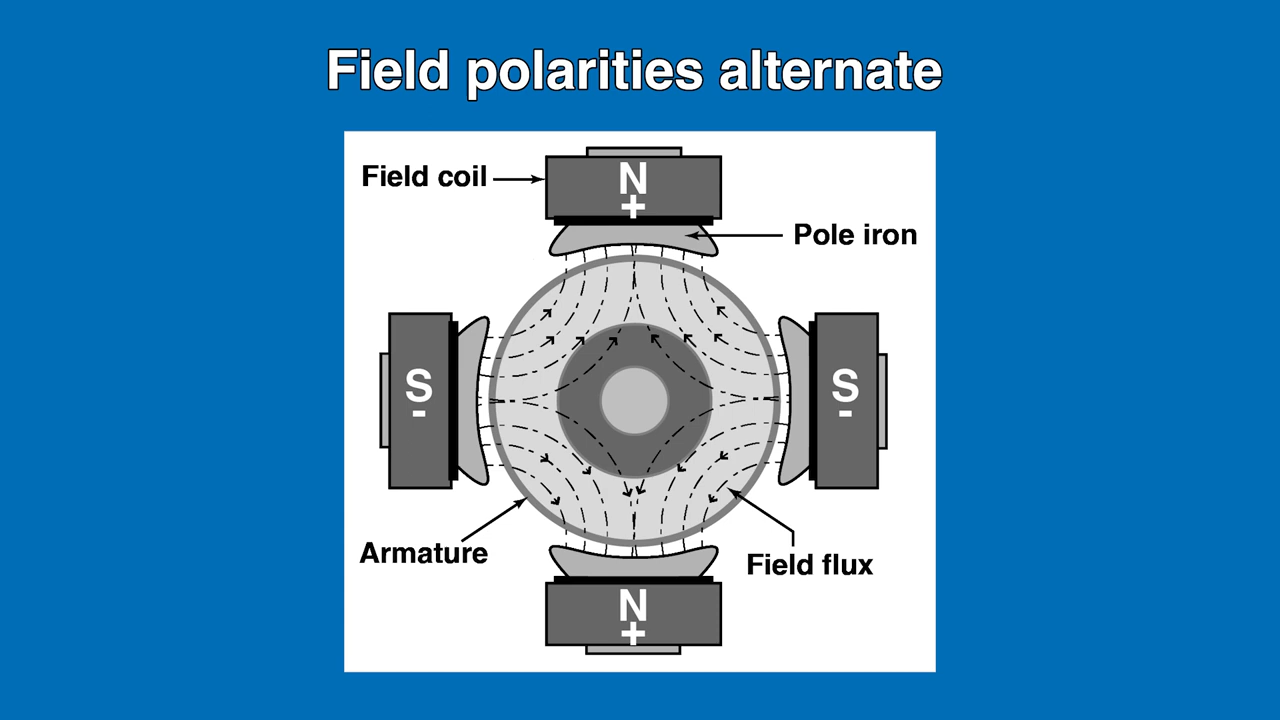 Field polarities alternate
Field coil
N
+
Pole iron
S
-
S
-
Armature
Field flux
N
+